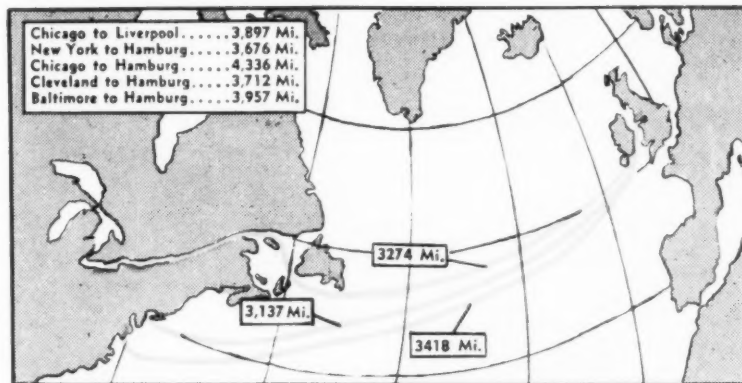 Chicago to Liverpool......3,897 Mi.
New York to Hamburg.....3,676 Mi.
Chicago to Hamburg......4,336 Mi.
Cleveland to Hamburg....3,712 Mi.
Baltimore to Hamburg....3,957 Mi.
3274 Mi.
3,137 Mi.
3418 Mi.